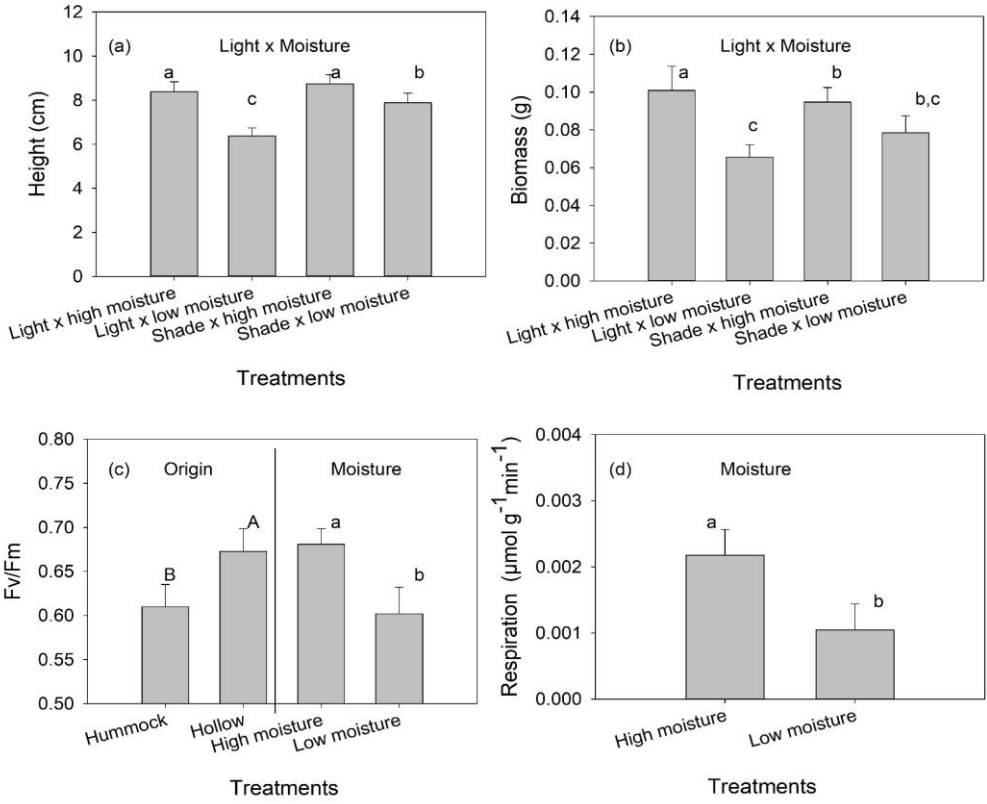 (a) Light x Moisture
12
10
8
6
4
2
0
Height (cm)
a
c
a
b
Light x high moisture
Light x low moisture
Shade x high moisture
Shade x low moisture
Treatments
(b) Light x Moisture
0.14
0.12
0.10
0.08
0.06
0.04
0.02
0.00
Biomass (g)
a
c
b
b,c
Light x high moisture
Light x low moisture
Shade x high moisture
Shade x low moisture
Treatments
(c) Origin Moisture
0.80
0.75
0.70
0.65
0.60
0.55
0.50
Fv/Fm
B
A
a
b
Hummock
Hollow
High moisture
Low moisture
Treatments
(d) Moisture
0.004
0.003
0.002
0.001
0.000
Respiration (µmol g⁻¹min⁻¹)
a
b
High moisture
Low moisture
Treatments